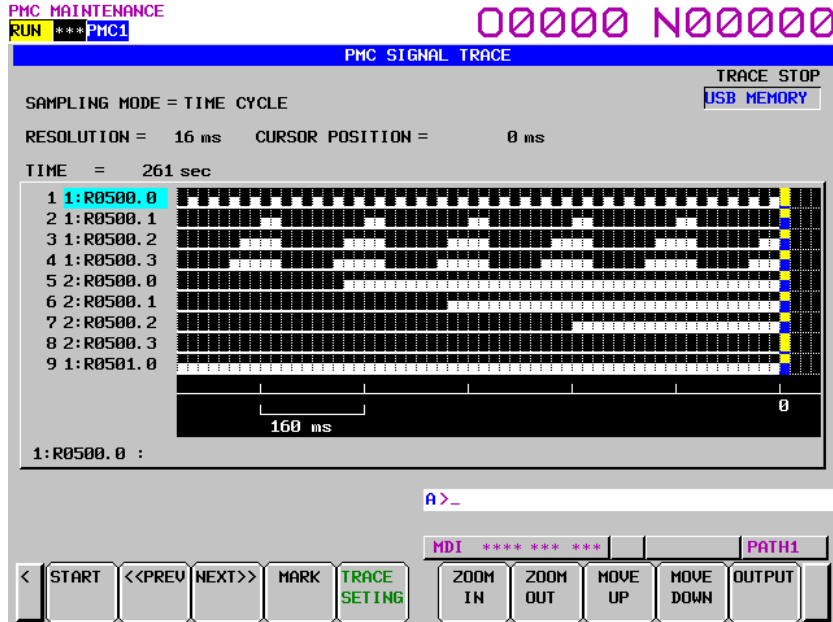 PMC MAINTENANCE
RUN ***PMC1
O0000 N00000
PMC SIGNAL TRACE
TRACE STOP
SAMPLING MODE = TIME CYCLE
USB MEMORY
RESOLUTION = 16 ms CURSOR POSITION = 0 ms
TIME = 261 sec
1 1:R0500.0
2 1:R0500.1
3 1:R0500.2
4 1:R0500.3
5 2:R0500.0
6 2:R0500.1
7 2:R0500.2
8 2:R0500.3
9 1:R0501.0
0
160 ms
1:R0500.0 :
A>_
MDI **** *** *** PATH1
< START <<PREV NEXT>> MARK TRACE SETING ZOOM IN ZOOM OUT MOVE UP MOVE DOWN OUTPUT